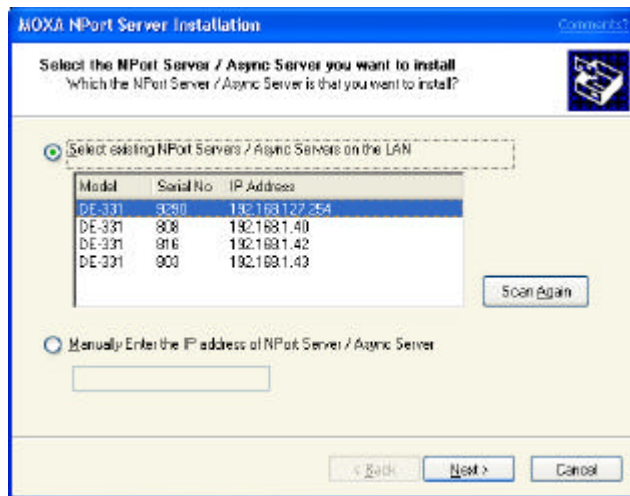 MOXA NPort Server Installation
Comments?
Select the NPort Server / Async Server you want to install
Which the NPort Server / Async Server is that you want to install?
Select existing NPort Servers / Async Servers on the LAN
Model Serial No IP Address
DE-331 9290 192.168.127.254
DE-331 808 192.168.1.40
DE-331 816 192.168.1.42
DE-331 803 192.168.1.43
Scan Again
Manually Enter the IP address of NPort Server / Async Server
< Back Next > Cancel